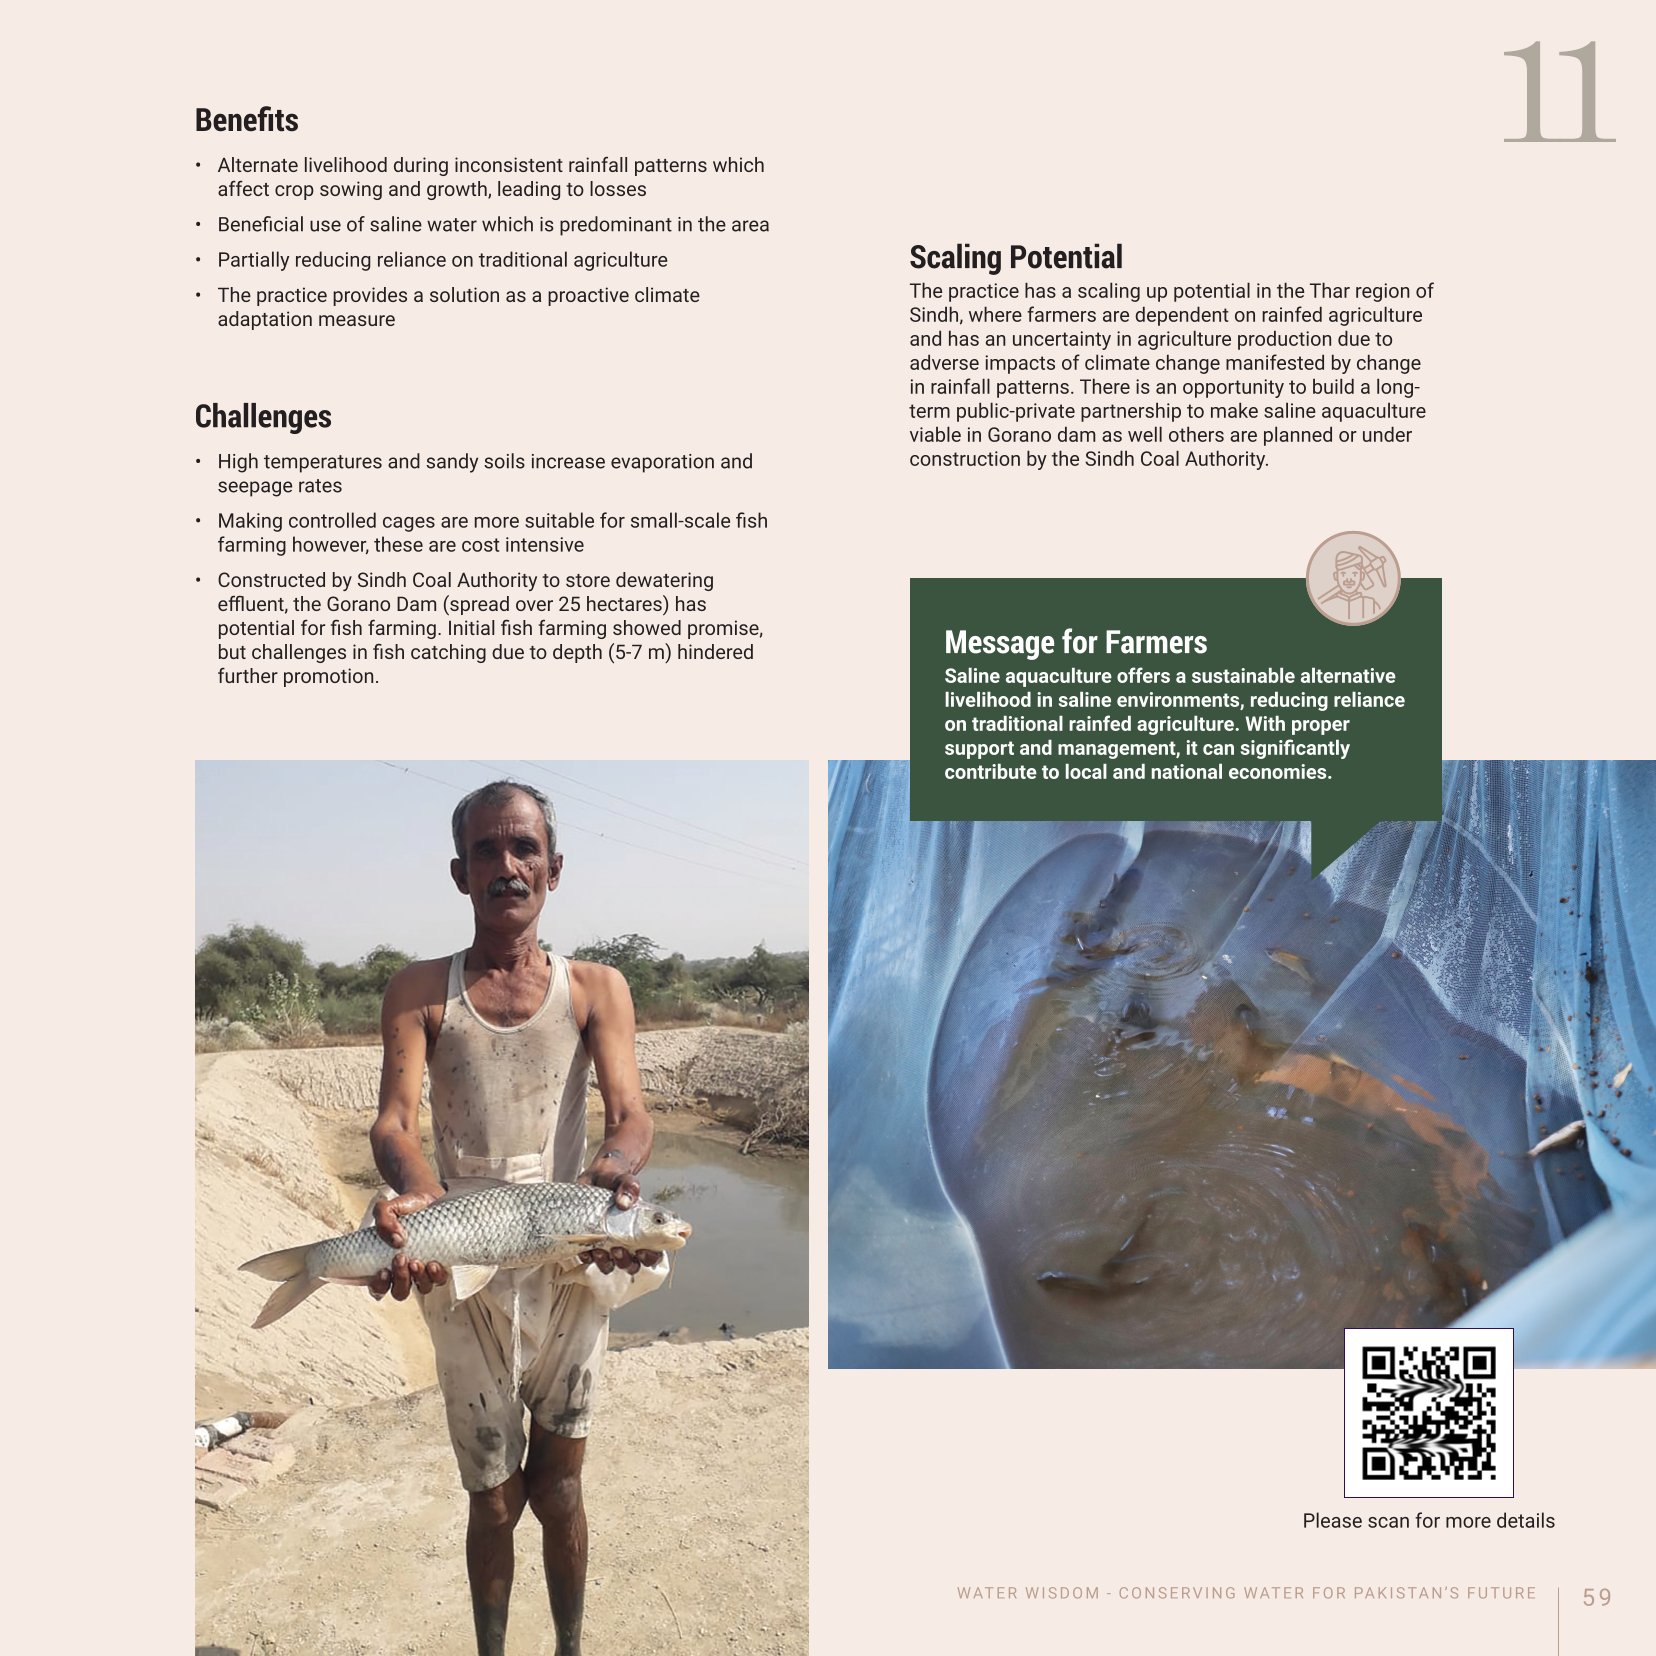 11
Benefits
• Alternate livelihood during inconsistent rainfall patterns which
affect crop sowing and growth, leading to losses
• Beneficial use of saline water which is predominant in the area
• Partially reducing reliance on traditional agriculture
• The practice provides a solution as a proactive climate
adaptation measure
Challenges
• High temperatures and sandy soils increase evaporation and
seepage rates
• Making controlled cages are more suitable for small-scale fish
farming however, these are cost intensive
• Constructed by Sindh Coal Authority to store dewatering
effluent, the Gorano Dam (spread over 25 hectares) has
potential for fish farming. Initial fish farming showed promise,
but challenges in fish catching due to depth (5-7 m) hindered
further promotion.
Scaling Potential
The practice has a scaling up potential in the Thar region of
Sindh, where farmers are dependent on rainfed agriculture
and has an uncertainty in agriculture production due to
adverse impacts of climate change manifested by change
in rainfall patterns. There is an opportunity to build a long-
term public-private partnership to make saline aquaculture
viable in Gorano dam as well others are planned or under
construction by the Sindh Coal Authority.
Message for Farmers
Saline aquaculture offers a sustainable alternative
livelihood in saline environments, reducing reliance
on traditional rainfed agriculture. With proper
support and management, it can significantly
contribute to local and national economies.
Please scan for more details
WATER WISDOM - CONSERVING WATER FOR PAKISTAN'S FUTURE
59